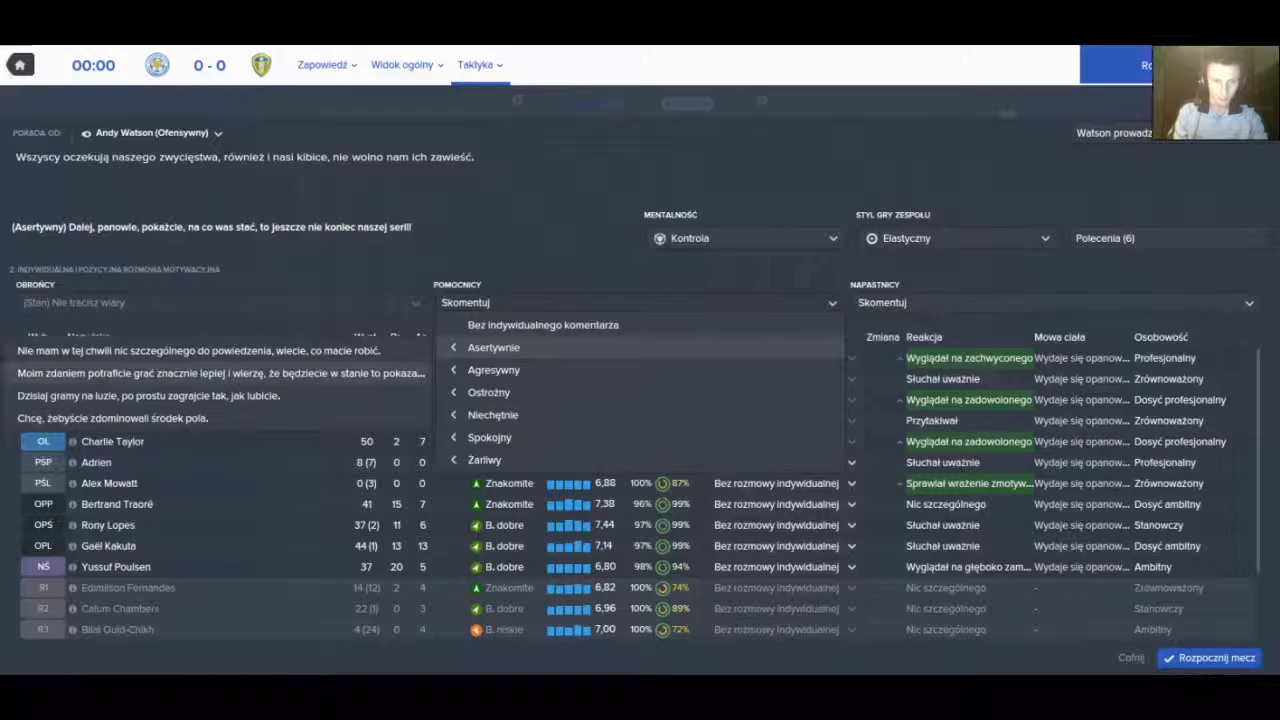 00:00 0 - 0 Zapowiedź Widok ogólny Taktyka Ro
PORADA OD: Andy Watson (Ofensywny) Watson prowadz
Wszyscy oczekują naszego zwycięstwa, również i nasi kibice, nie wolno nam ich zawieść.
MENTALNOŚĆ STYL GRY ZESPOŁU
(Asertywny) Dalej, panowie, pokażcie, na co was stać, to jeszcze nie koniec naszej serii!
Kontrola Elastyczny Polecenia (6)
2. INDYWIDUALNA I POZYCYJNA ROZMOWA MOTYWACYJNA
OBROŃCY POMOCNICY NAPASTNICY
(Stan) Nie tracisz wiary Skomentuj Skomentuj
Bez indywidualnego komentarza
Zmiana Reakcja Mowa ciała Osobowość
Nie mam w tej chwili nic szczególnego do powiedzenia, wiecie, co macie robić. Asertywnie Wyglądał na zachwyconego Wydaje się opanow... Profesjonalny
Moim zdaniem potraficie grać znacznie lepiej i wierzę, że będziecie w stanie to pokaza... Agresywny Słuchał uważnie Wydaje się opanow... Zrównoważony
Dzisiaj gramy na luzie, po prostu zagrajcie tak, jak lubicie. Ostrożny Wyglądał na zadowolonego Wydaje się opanow... Dosyć profesjonalny
Chcę, żebyście zdominowali środek pola. Niechętnie Przytakiwał Wydaje się opanow... Zrównoważony
OL Charlie Taylor 50 2 7 Spokojny Wyglądał na zadowolonego Wydaje się opanow... Dosyć profesjonalny
PŚP Adrien 8 (7) 0 0 Żarliwy Słuchał uważnie Wydaje się opanow... Profesjonalny
PŚL Alex Mowatt 0 (3) 0 0 Znakomite 6,88 100% 87% Bez rozmowy indywidualnej Sprawiał wrażenie zmotyw... Wydaje się opanow... Zrównoważony
OPP Bertrand Traoré 41 15 7 Znakomite 7,38 96% 99% Bez rozmowy indywidualnej Nic szczególnego Wydaje się opanow... Dosyć ambitny
OPŚ Rony Lopes 37 (2) 11 6 B. dobre 7,44 97% 99% Bez rozmowy indywidualnej Słuchał uważnie Wydaje się opanow... Stanowczy
OPL Gaël Kakuta 44 (1) 13 13 B. dobre 7,14 97% 99% Bez rozmowy indywidualnej Słuchał uważnie Wydaje się opanow... Dosyć ambitny
NŚ Yussuf Poulsen 37 20 5 B. dobre 6,80 98% 94% Bez rozmowy indywidualnej Wyglądał na głęboko zam... Wydaje się opanow... Ambitny
R1 Edimilson Fernandes 14 (12) 2 4 Znakomite 6,82 100% 74% Bez rozmowy indywidualnej Nic szczególnego - Zrównoważony
R2 Calum Chambers 22 (1) 0 3 B. dobre 6,96 100% 89% Bez rozmowy indywidualnej Nic szczególnego - Stanowczy
R3 Bilal Ould-Chikh 4 (24) 0 4 B. niskie 7,00 100% 72% Bez rozmowy indywidualnej Nic szczególnego - Ambitny
Cofnij Rozpocznij mecz